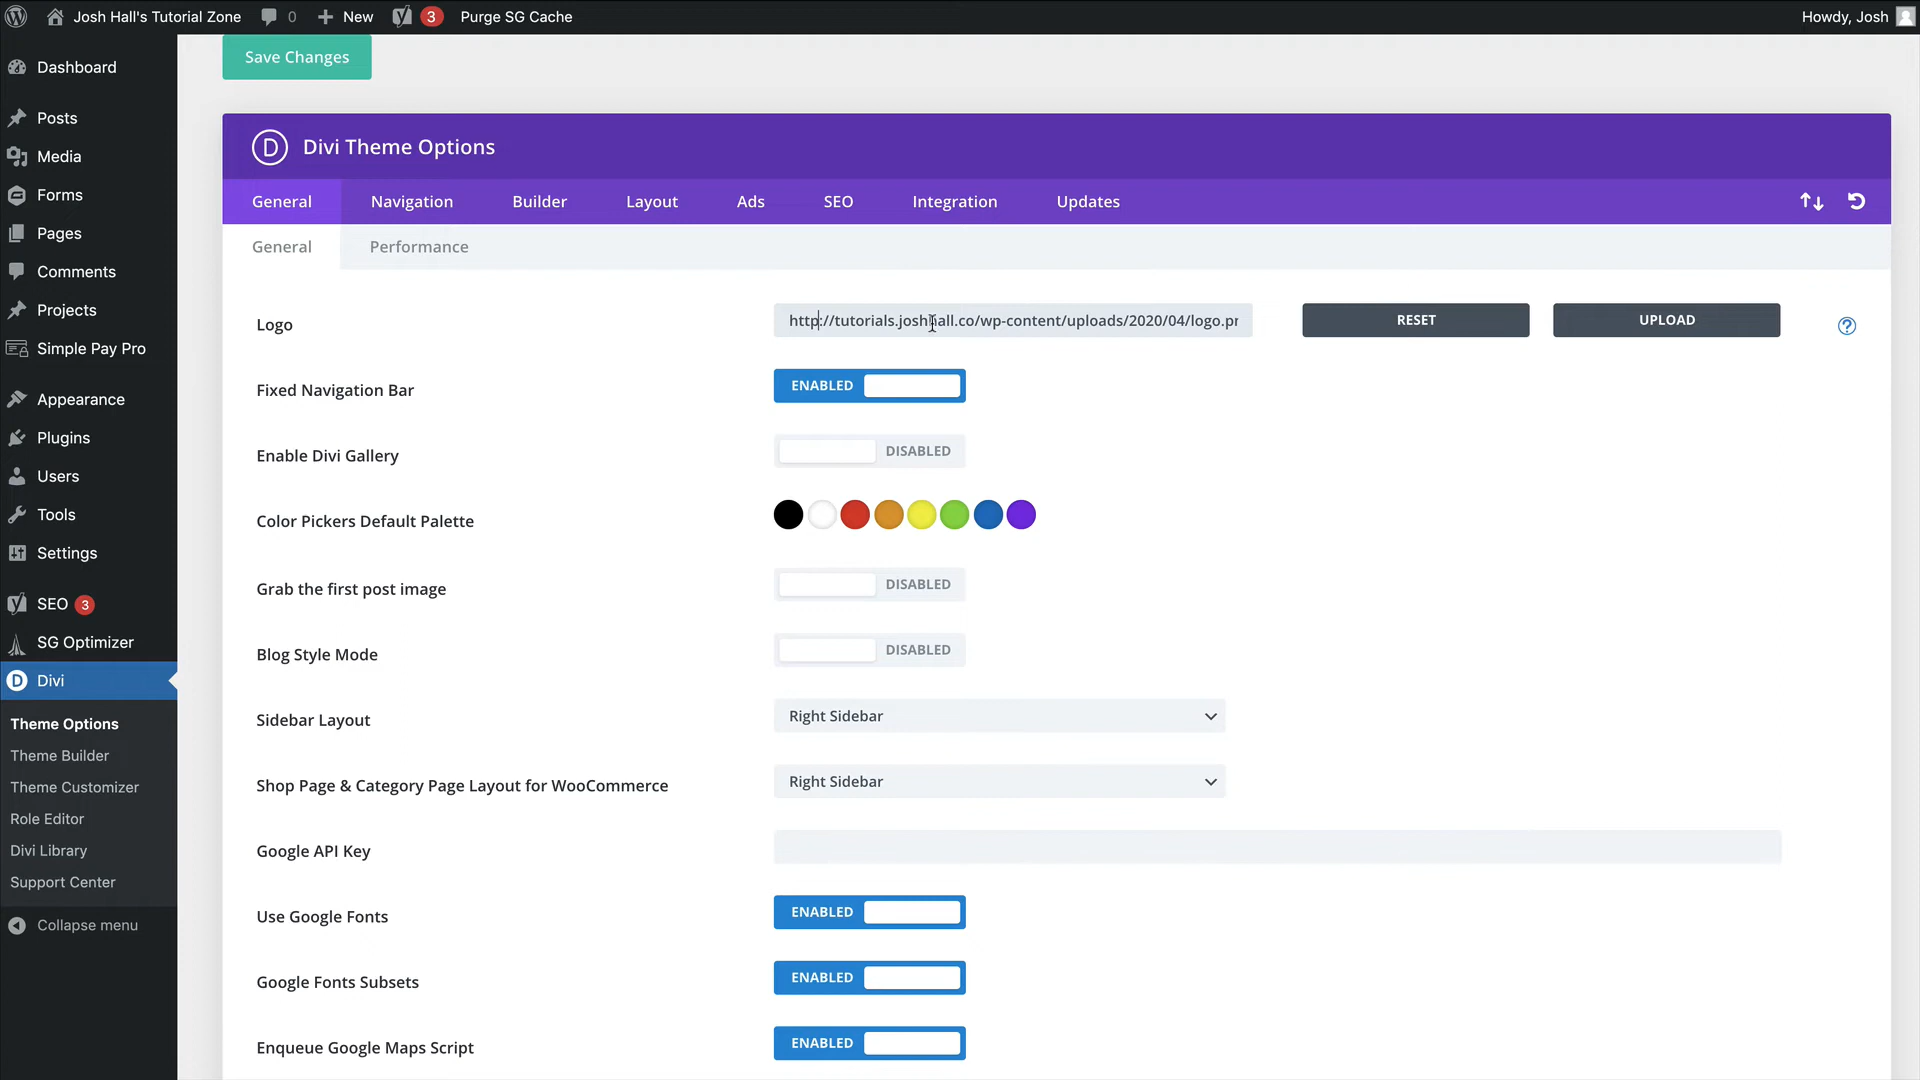 Josh Hall's Tutorial Zone 0 New 3 Purge SG Cache Howdy, Josh
Dashboard
Posts
Media
Forms
Pages
Comments
Projects
Simple Pay Pro
Appearance
Plugins
Users
Tools
Settings
SEO 3
SG Optimizer
Divi
Theme Options
Theme Builder
Theme Customizer
Role Editor
Divi Library
Support Center
Collapse menu
Save Changes
D Divi Theme Options
General Navigation Builder Layout Ads SEO Integration Updates
General Performance
Logo http://tutorials.joshhall.co/wp-content/uploads/2020/04/logo.pr RESET UPLOAD ?
Fixed Navigation Bar ENABLED
Enable Divi Gallery DISABLED
Color Pickers Default Palette
Grab the first post image DISABLED
Blog Style Mode DISABLED
Sidebar Layout Right Sidebar
Shop Page & Category Page Layout for WooCommerce Right Sidebar
Google API Key
Use Google Fonts ENABLED
Google Fonts Subsets ENABLED
Enqueue Google Maps Script ENABLED